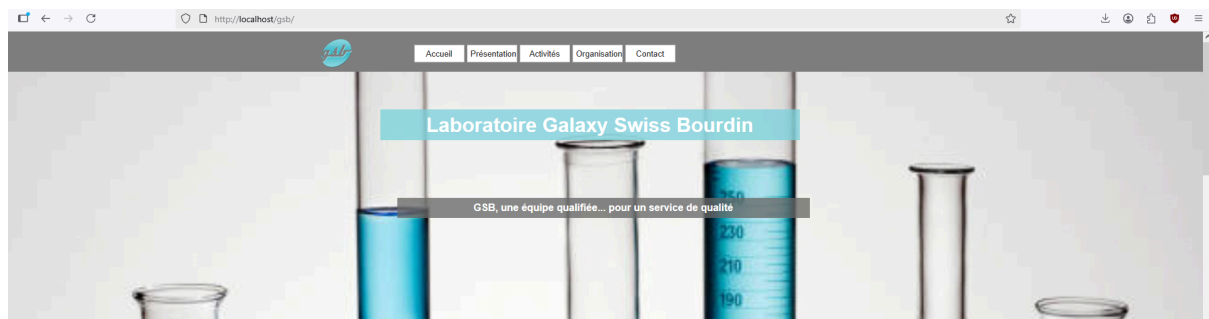 http://localhost/gsb/
gsb
Accueil Présentation Activités Organisation Contact
Laboratoire Galaxy Swiss Bourdin
GSB, une équipe qualifiée... pour un service de qualité
250
230
210
190